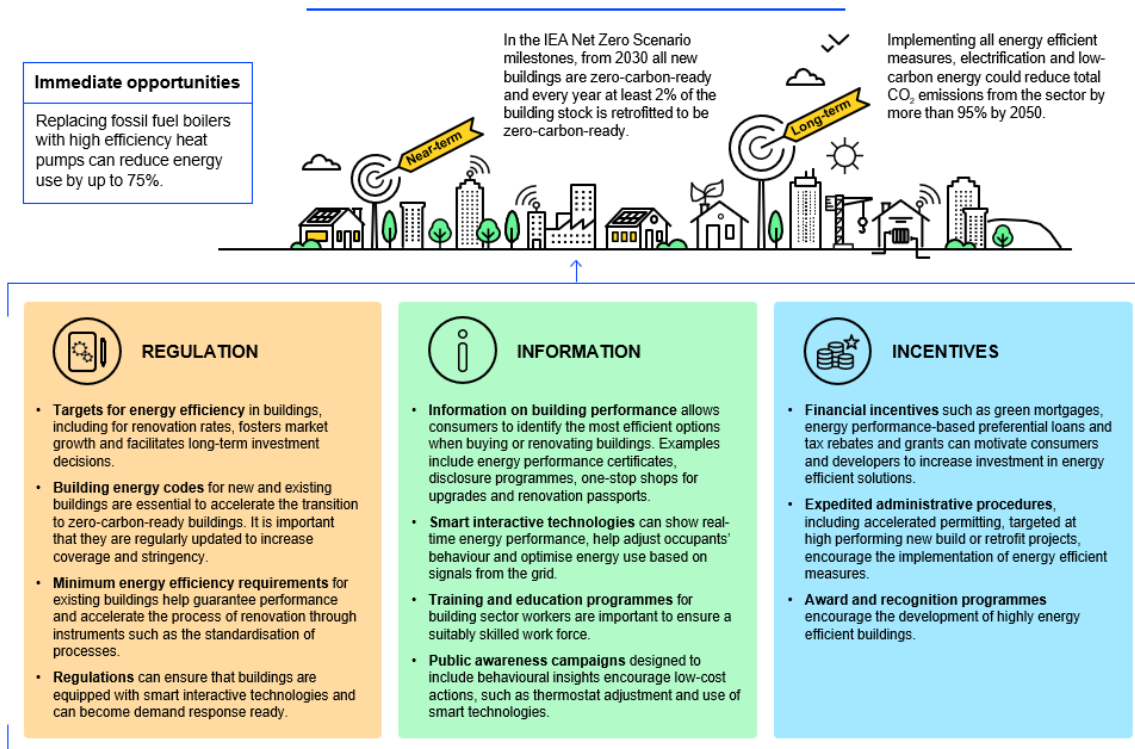 Immediate opportunities
Replacing fossil fuel boilers
with high efficiency heat
pumps can reduce energy
use by up to 75%.
Near-term
In the IEA Net Zero Scenario
milestones, from 2030 all new
buildings are zero-carbon-ready
and every year at least 2% of the
building stock is retrofitted to be
zero-carbon-ready.
Long-term
Implementing all energy efficient
measures, electrification and low-
carbon energy could reduce total
CO₂ emissions from the sector by
more than 95% by 2050.
REGULATION
• Targets for energy efficiency in buildings,
including for renovation rates, fosters market
growth and facilitates long-term investment
decisions.
• Building energy codes for new and existing
buildings are essential to accelerate the transition
to zero-carbon-ready buildings. It is important
that they are regularly updated to increase
coverage and stringency.
• Minimum energy efficiency requirements for
existing buildings help guarantee performance
and accelerate the process of renovation through
instruments such as the standardisation of
processes.
• Regulations can ensure that buildings are
equipped with smart interactive technologies and
can become demand response ready.
INFORMATION
• Information on building performance allows
consumers to identify the most efficient options
when buying or renovating buildings. Examples
include energy performance certificates,
disclosure programmes, one-stop shops for
upgrades and renovation passports.
• Smart interactive technologies can show real-
time energy performance, help adjust occupants'
behaviour and optimise energy use based on
signals from the grid.
• Training and education programmes for
building sector workers are important to ensure a
suitably skilled work force.
• Public awareness campaigns designed to
include behavioural insights encourage low-cost
actions, such as thermostat adjustment and use of
smart technologies.
INCENTIVES
• Financial incentives such as green mortgages,
energy performance-based preferential loans and
tax rebates and grants can motivate consumers
and developers to increase investment in energy
efficient solutions.
• Expedited administrative procedures,
including accelerated permitting, targeted at
high performing new build or retrofit projects,
encourage the implementation of energy efficient
measures.
• Award and recognition programmes
encourage the development of highly energy
efficient buildings.